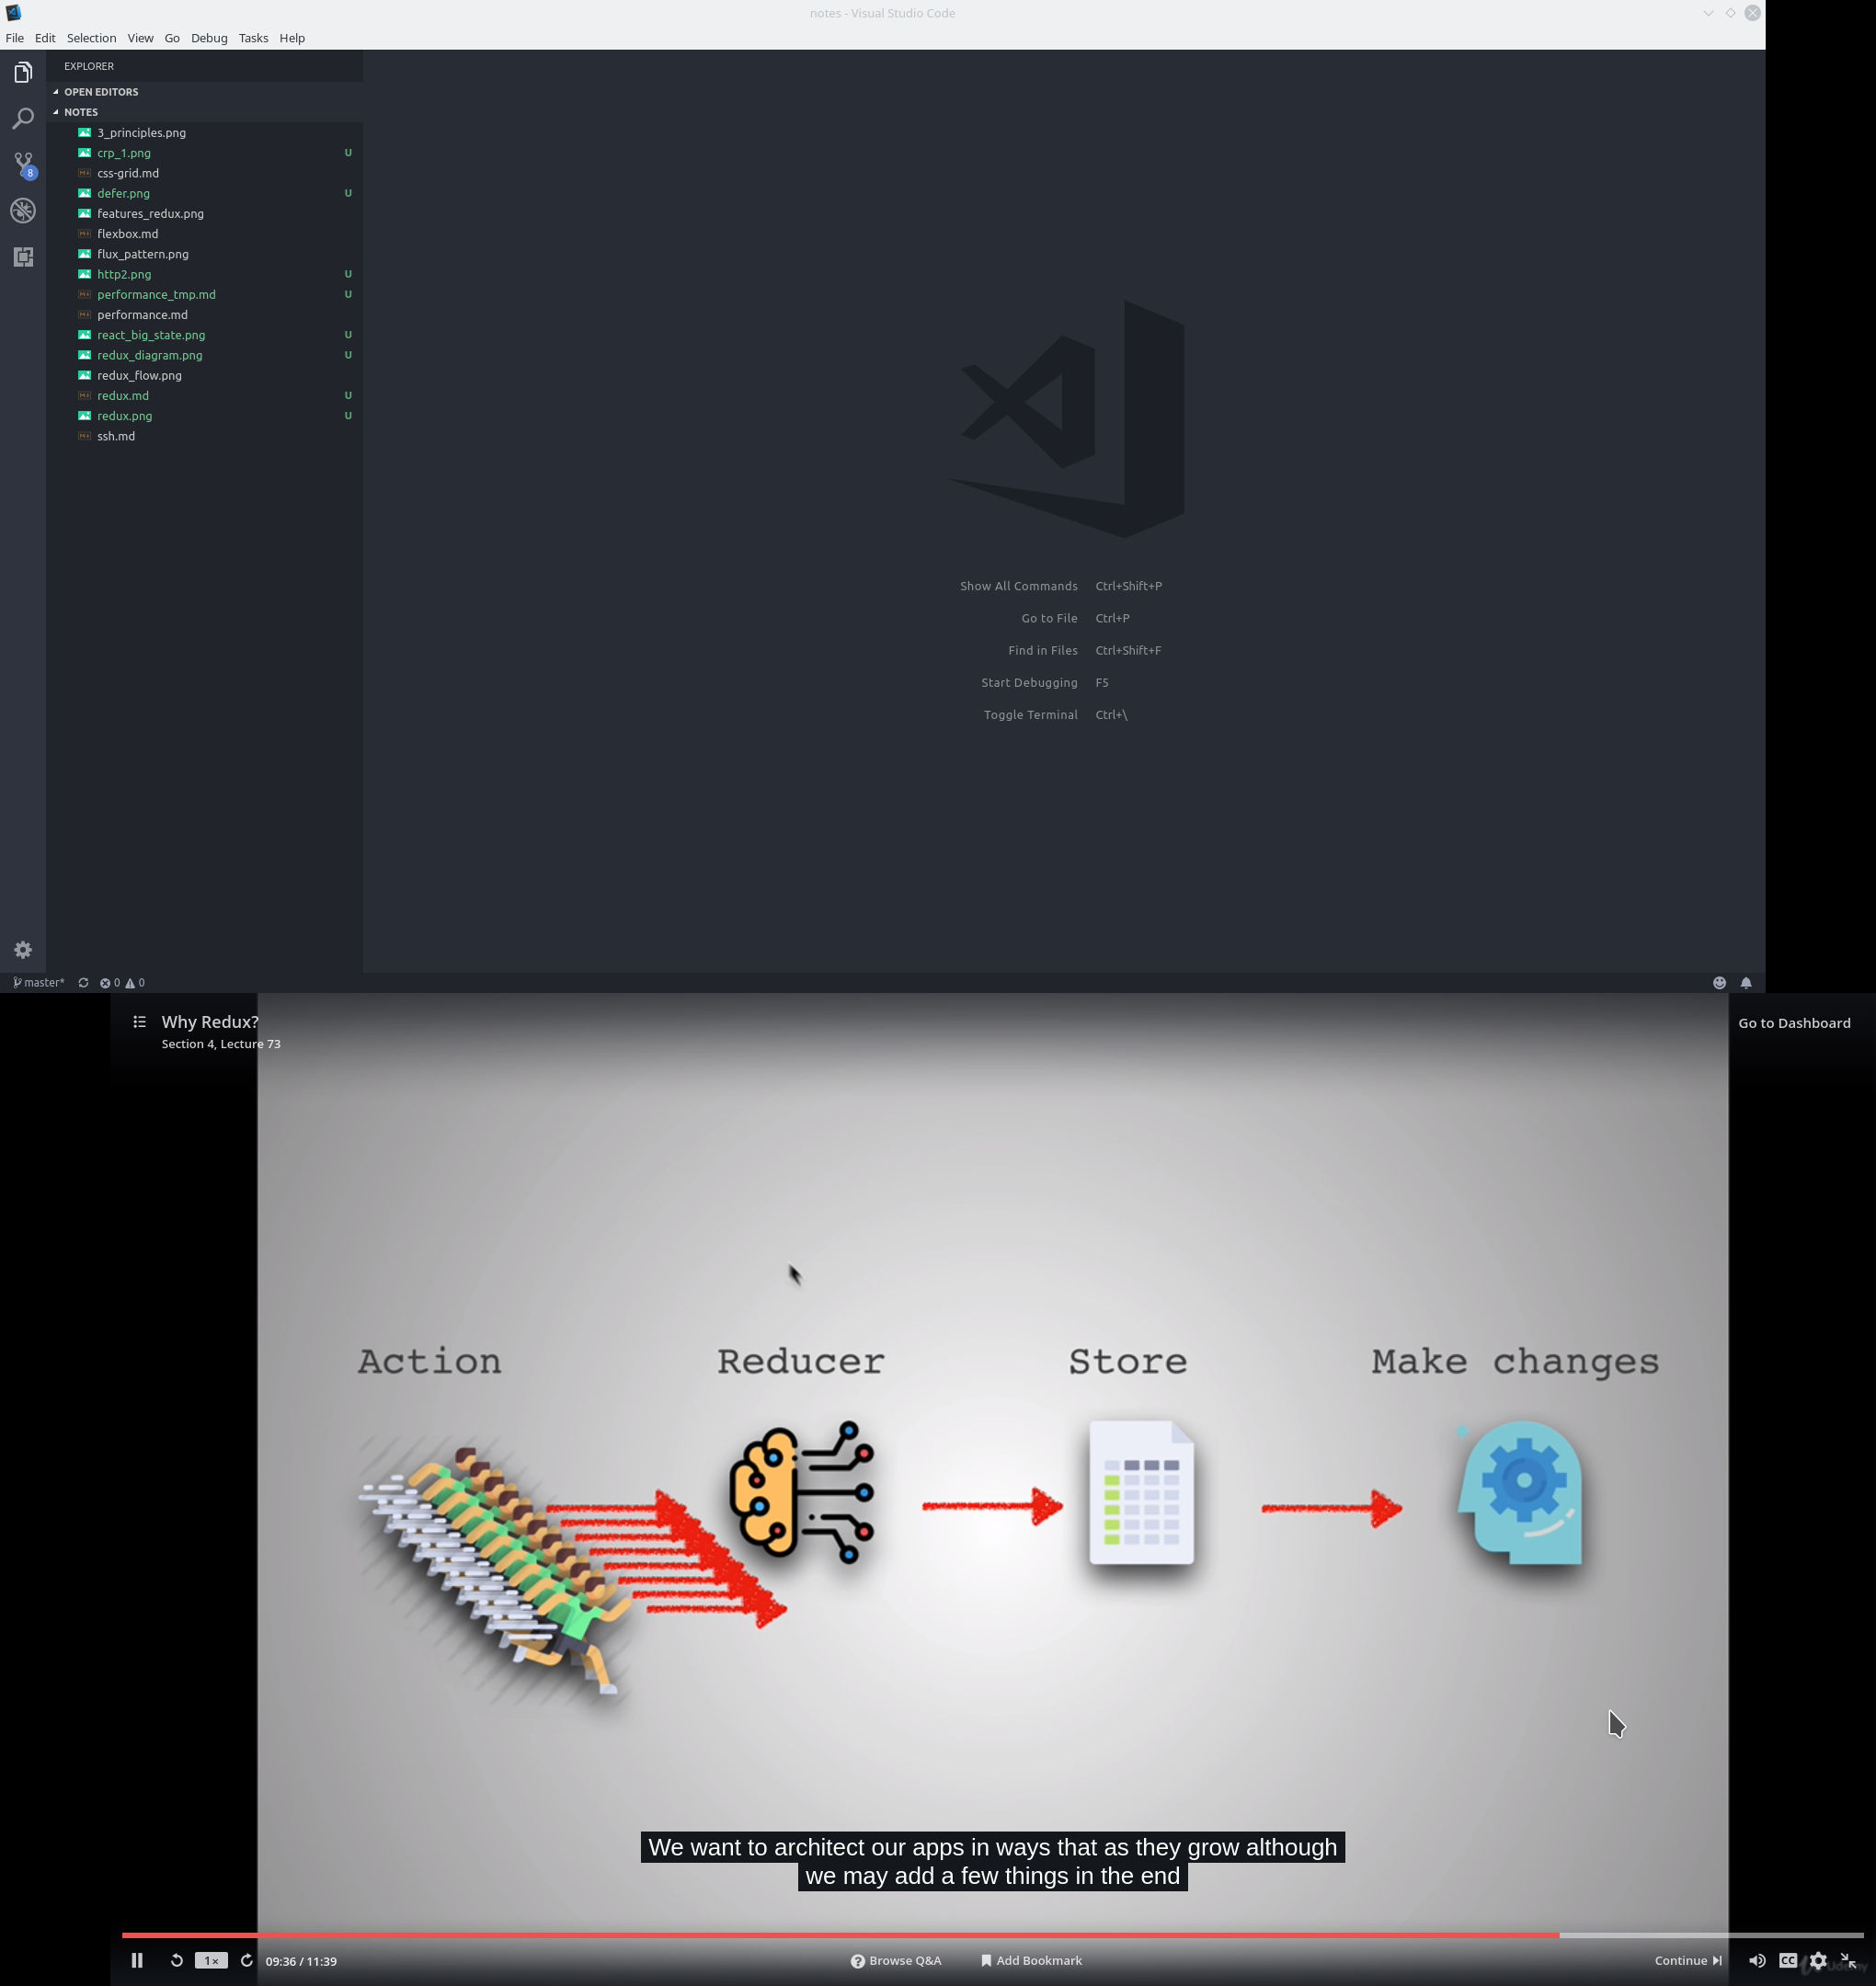 notes - Visual Studio Code
File Edit Selection View Go Debug Tasks Help
EXPLORER
OPEN EDITORS
NOTES
3_principles.png
crp_1.png U
css-grid.md
defer.png U
features_redux.png
flexbox.md
flux_pattern.png
http2.png U
performance_tmp.md U
performance.md
react_big_state.png U
redux_diagram.png U
redux_flow.png
redux.md U
redux.png U
ssh.md
8
Show All Commands Ctrl+Shift+P
Go to File Ctrl+P
Find in Files Ctrl+Shift+F
Start Debugging F5
Toggle Terminal Ctrl+\
master* 0 0
Why Redux?
Section 4, Lecture 73
Go to Dashboard
Action Reducer Store Make changes
We want to architect our apps in ways that as they grow although
we may add a few things in the end
1× 09:36 / 11:39 ? Browse Q&A Add Bookmark Continue CC
Udemy